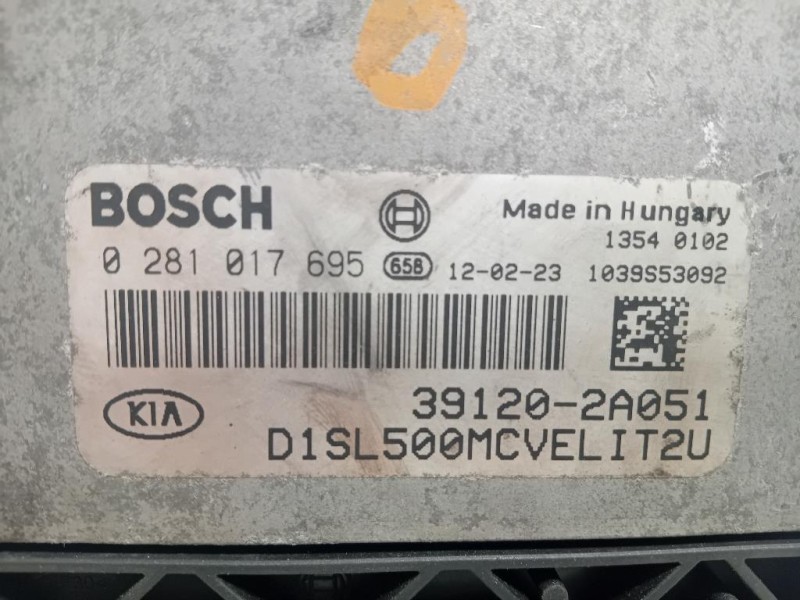 BOSCH
Made in Hungary
1354 0102
0 281 017 695 658 12-02-23 1039S53092
KIA
39120-2A051
D1SL500MCVELIT2U